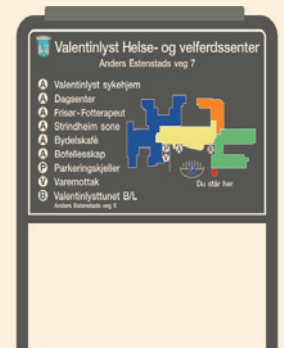 Valentinlyst Helse- og velferdssenter
Anders Estenstads veg 7
A Valentinlyst sykehjem
A Dagsenter
A Frisør-Fotterapeut
A Strindheim sone
A Bydelskafè
A Bofellesskap
P Parkeringskjeller
V Varemottak
B Valentinlysttunet B/L
Anders Estenstads veg 5
P
V
A
A
Du står her